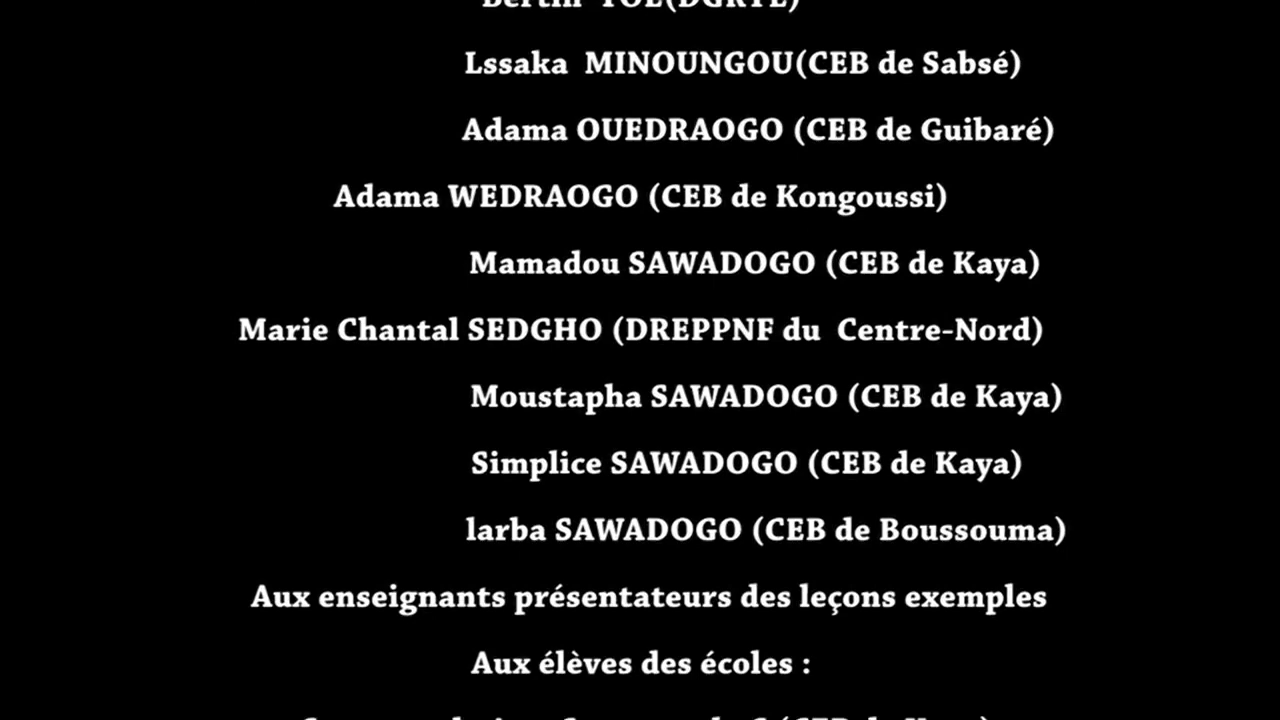 Lssaka MINOUNGOU(CEB de Sabsé)
Adama OUEDRAOGO (CEB de Guibaré)
Adama WEDRAOGO (CEB de Kongoussi)
Mamadou SAWADOGO (CEB de Kaya)
Marie Chantal SEDGHO (DREPPNF du Centre-Nord)
Moustapha SAWADOGO (CEB de Kaya)
Simplice SAWADOGO (CEB de Kaya)
larba SAWADOGO (CEB de Boussouma)
Aux enseignants présentateurs des leçons exemples
Aux élèves des écoles :